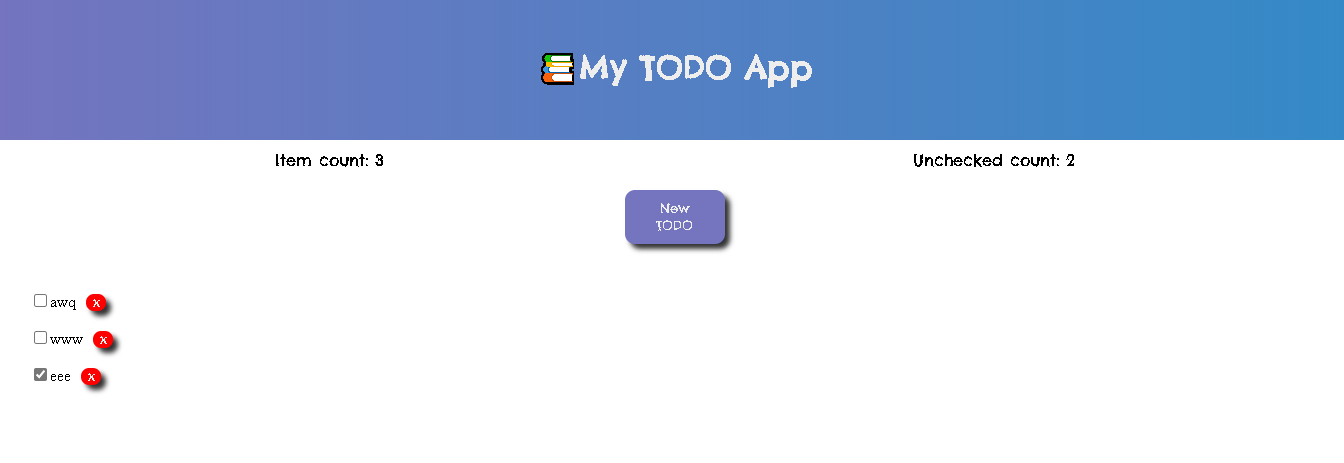 My TODO App
Item count: 3
Unchecked count: 2
New
TODO
awq x
www x
eee x